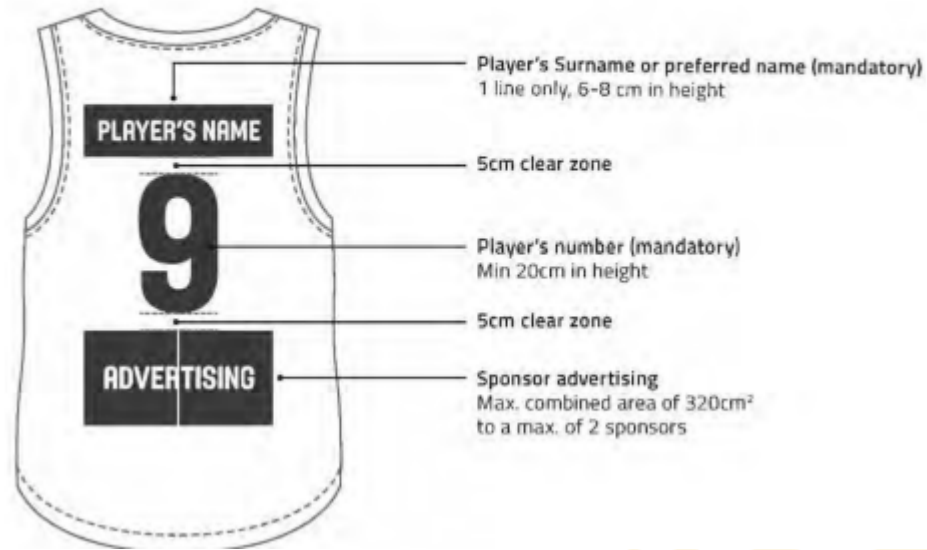 Player's Surname or preferred name (mandatory)
1 line only, 6-8 cm in height
PLAYER'S NAME
5cm clear zone
9
Player's number (mandatory)
Min 20cm in height
5cm clear zone
ADVERTISING
Sponsor advertising
Max. combined area of 320cm²
to a max. of 2 sponsors